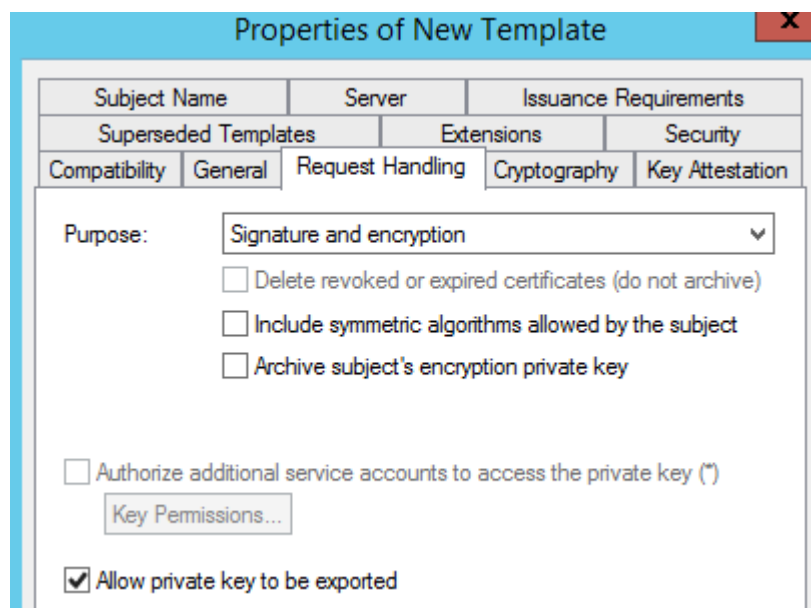 Properties of New Template
x
Subject Name Server Issuance Requirements
Superseded Templates Extensions Security
Compatibility General Request Handling Cryptography Key Attestation
Purpose: Signature and encryption
Delete revoked or expired certificates (do not archive)
Include symmetric algorithms allowed by the subject
Archive subject's encryption private key
Authorize additional service accounts to access the private key (*)
Key Permissions...
Allow private key to be exported